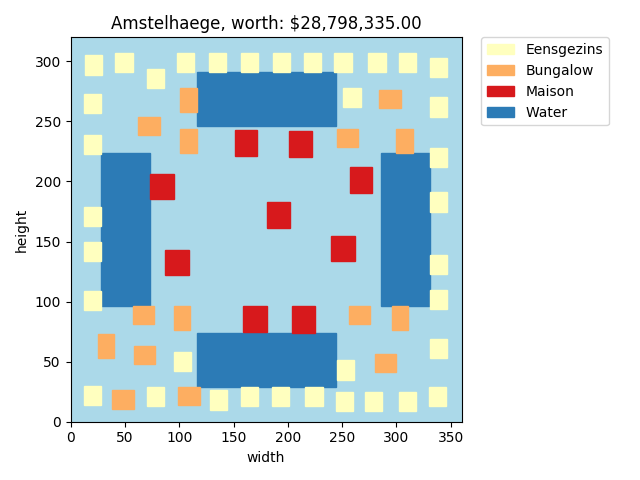 Amstelhaege, worth: $28,798,335.00
Eensgezins
Bungalow
Maison
Water
height
300
250
200
150
100
50
0
0 50 100 150 200 250 300 350
width